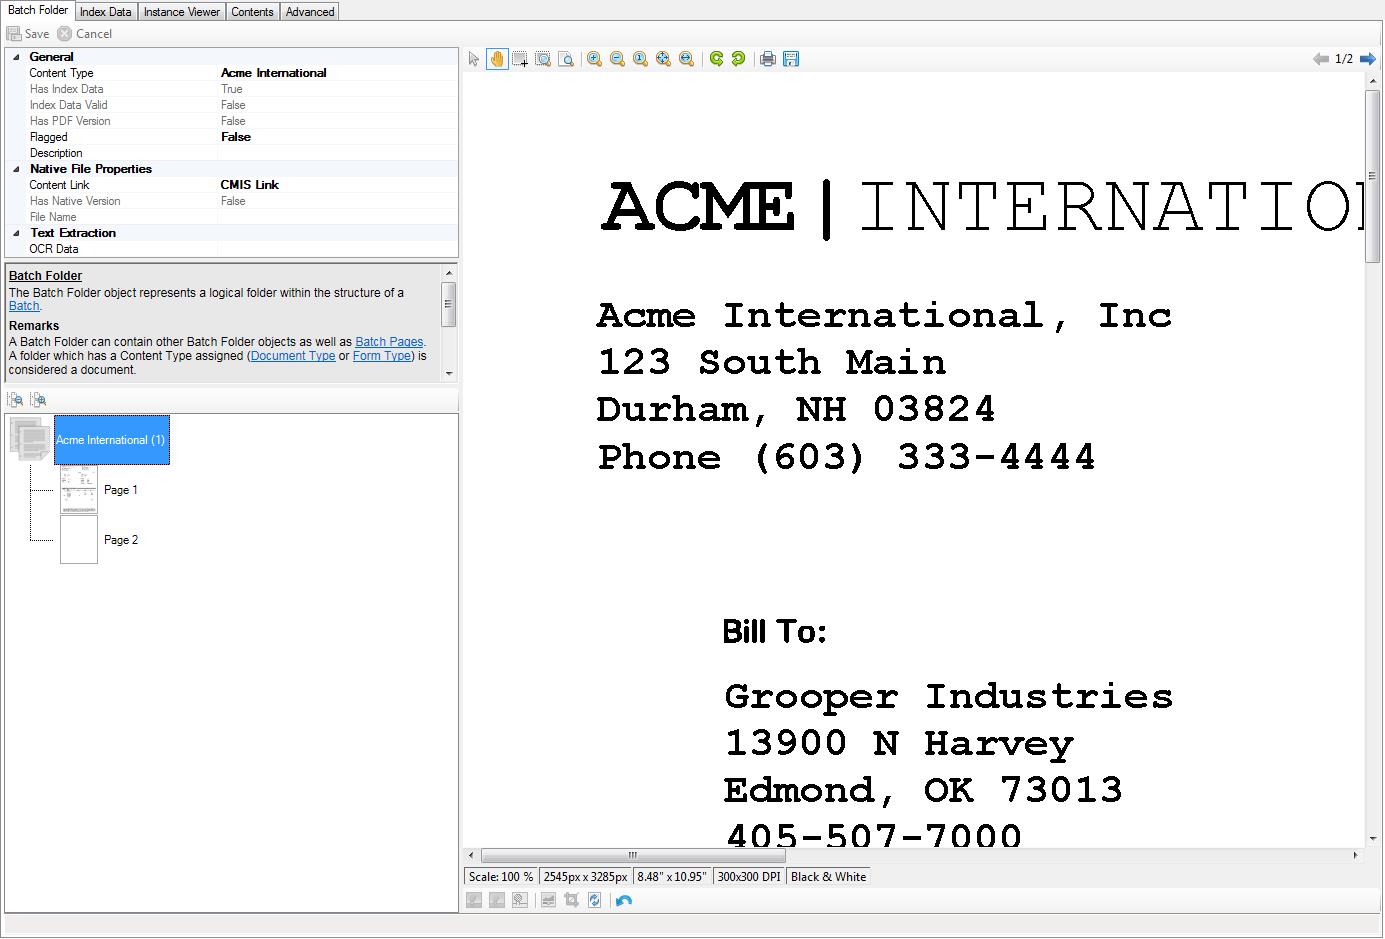 Batch Folder Index Data Instance Viewer Contents Advanced
Save Cancel
General
Content Type Acme International
Has Index Data True
Index Data Valid False
Has PDF Version False
Flagged False
Description
Native File Properties
Content Link CMIS Link
Has Native Version False
File Name
Text Extraction
OCR Data
Batch Folder
The Batch Folder object represents a logical folder within the structure of a
Batch.
Remarks
A Batch Folder can contain other Batch Folder objects as well as Batch Pages.
A folder which has a Content Type assigned (Document Type or Form Type) is
considered a document.
Acme International (1)
Page 1
Page 2
1/2
ACME | INTERNATION
Acme International, Inc
123 South Main
Durham, NH 03824
Phone (603) 333-4444
Bill To:
Grooper Industries
13900 N Harvey
Edmond, OK 73013
405-507-7000
Scale: 100 % 2545px x 3285px 8.48" x 10.95" 300x300 DPI Black & White